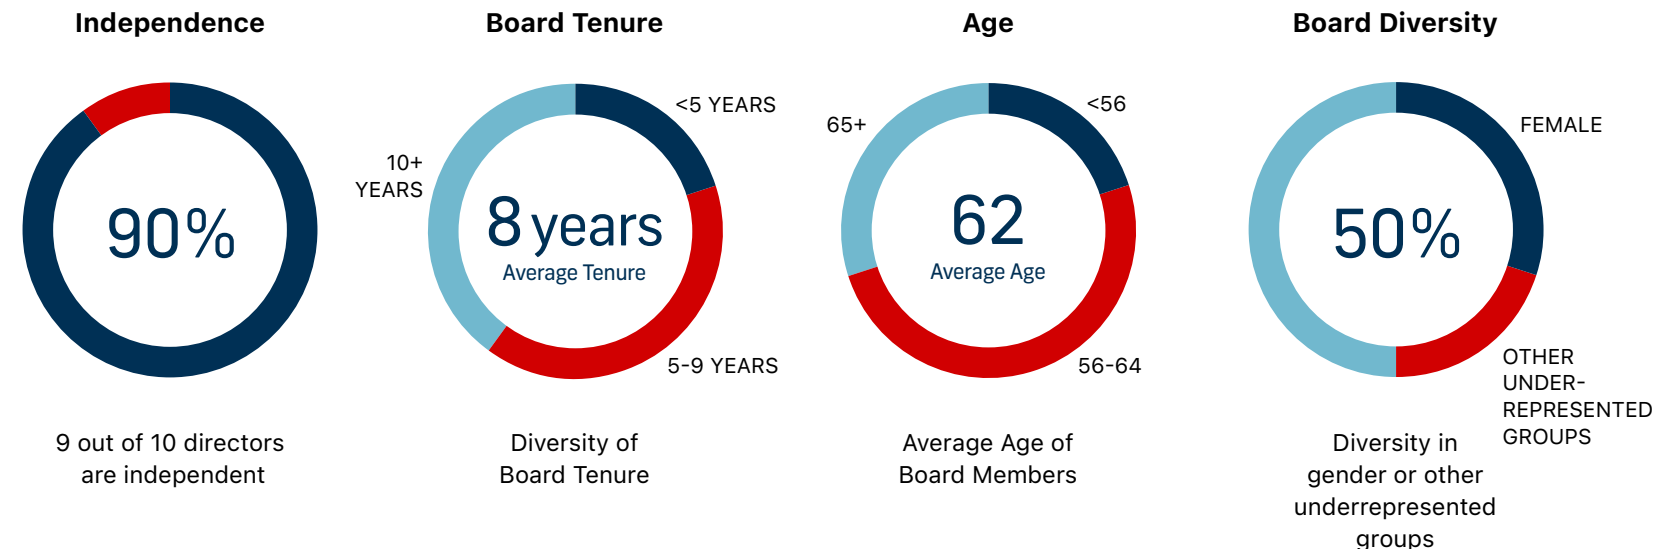 Independence
90%
9 out of 10 directors
are independent
Board Tenure
<5 YEARS
10+
YEARS
8 years
Average Tenure
5-9 YEARS
Diversity of
Board Tenure
Age
<56
65+
62
Average Age
56-64
Average Age of
Board Members
Board Diversity
FEMALE
50%
OTHER
UNDER-
REPRESENTED
GROUPS
Diversity in
gender or other
underrepresented
groups